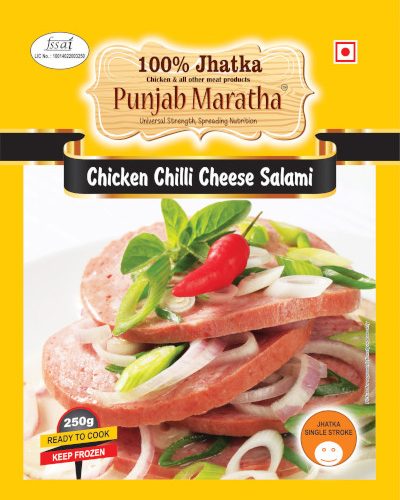 fssai
LIC No.: 10014022003250
100% Jhatka
Chicken & all other meat products
Punjab Maratha
Universal Strength, Spreading Nutrition
Chicken Chilli Cheese Salami
250g
READY TO COOK
KEEP FROZEN
JHATKA
SINGLE STROKE